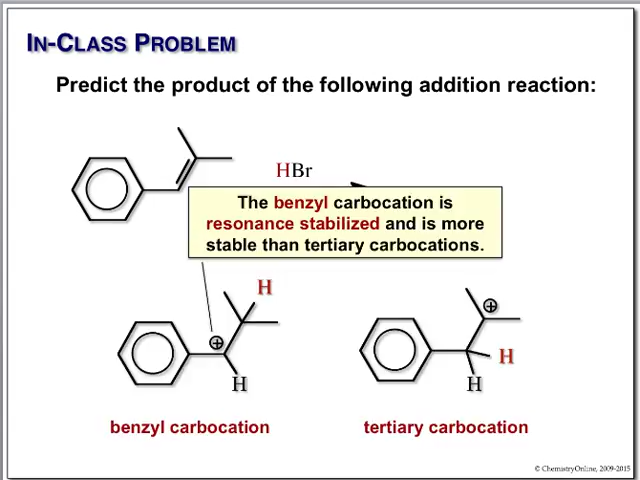 IN-CLASS PROBLEM
Predict the product of the following addition reaction:
HBr
The benzyl carbocation is
resonance stabilized and is more
stable than tertiary carbocations.
H
⊕
H
⊕
H
H
benzyl carbocation
tertiary carbocation
© ChemistryOnline, 2009-2015